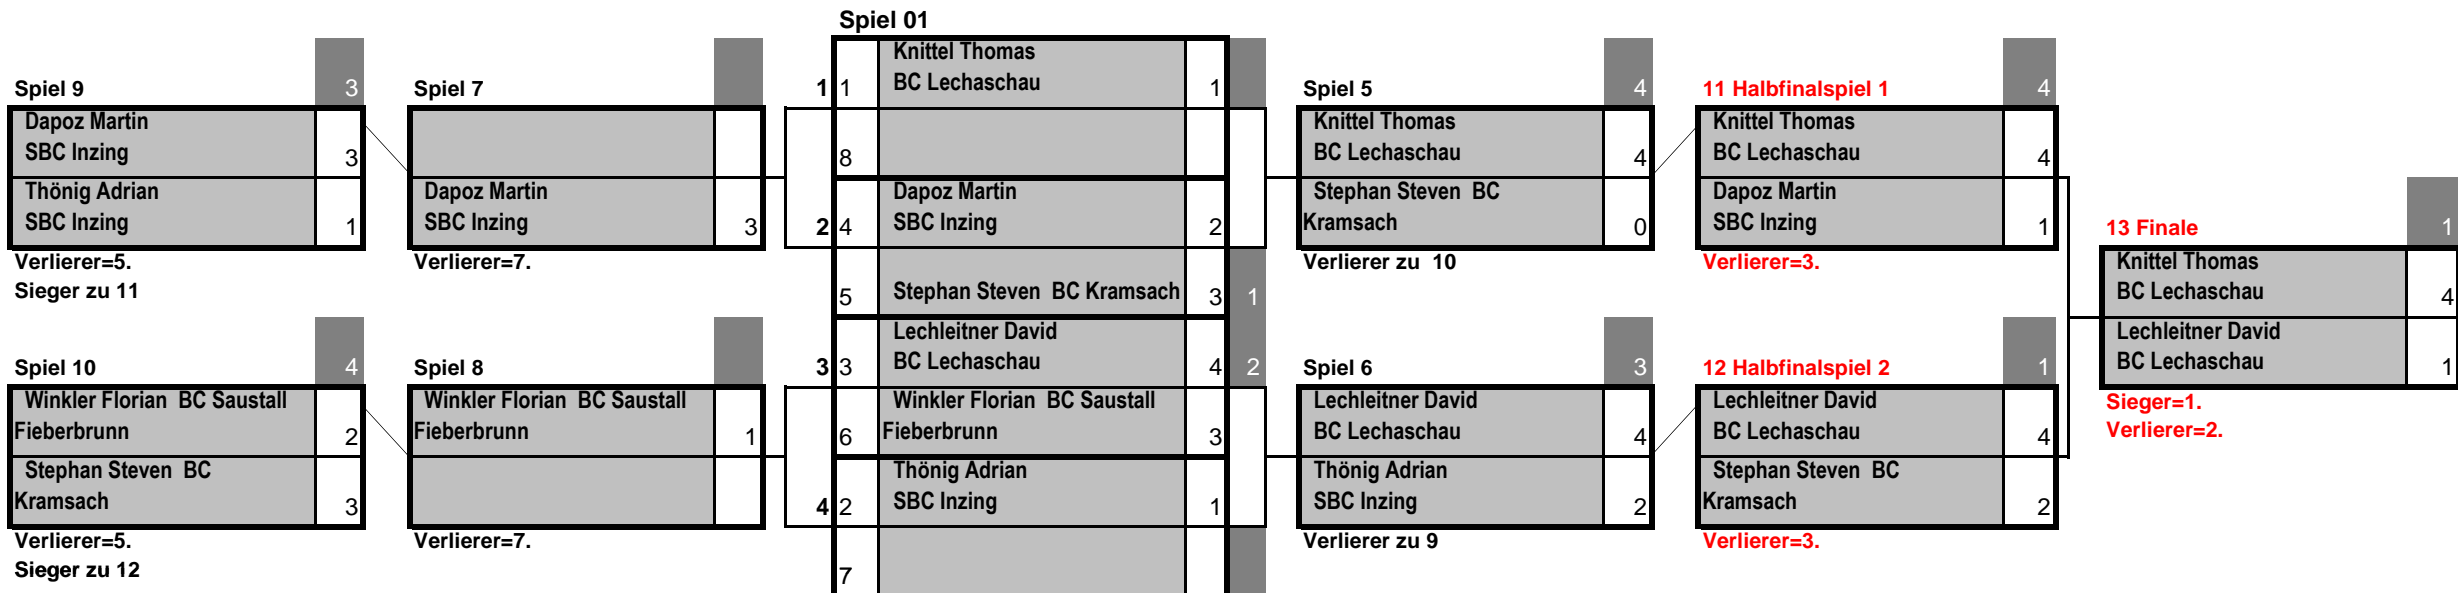 Spiel 01
Spiel 9
3
Dapoz Martin
SBC Inzing
3
Thönig Adrian
SBC Inzing
1
Verlierer=5.
Sieger zu 11
Spiel 10
4
Winkler Florian BC Saustall
Fieberbrunn
2
Stephan Steven BC
Kramsach
3
Verlierer=5.
Sieger zu 12
Spiel 7
Dapoz Martin
SBC Inzing
3
Verlierer=7.
Spiel 8
Winkler Florian BC Saustall
Fieberbrunn
1
Verlierer=7.
1 1
Knittel Thomas
BC Lechaschau
1
8
2 4
Dapoz Martin
SBC Inzing
2
5
Stephan Steven BC Kramsach
3 1
3 3
Lechleitner David
BC Lechaschau
4 2
6
Winkler Florian BC Saustall
Fieberbrunn
3
4 2
Thönig Adrian
SBC Inzing
1
7
Spiel 5
4
Knittel Thomas
BC Lechaschau
4
Stephan Steven BC
Kramsach
0
Verlierer zu 10
Spiel 6
3
Lechleitner David
BC Lechaschau
4
Thönig Adrian
SBC Inzing
2
Verlierer zu 9
11 Halbfinalspiel 1
4
Knittel Thomas
BC Lechaschau
4
Dapoz Martin
SBC Inzing
1
Verlierer=3.
12 Halbfinalspiel 2
1
Lechleitner David
BC Lechaschau
4
Stephan Steven BC
Kramsach
2
Verlierer=3.
13 Finale
1
Knittel Thomas
BC Lechaschau
4
Lechleitner David
BC Lechaschau
1
Sieger=1.
Verlierer=2.